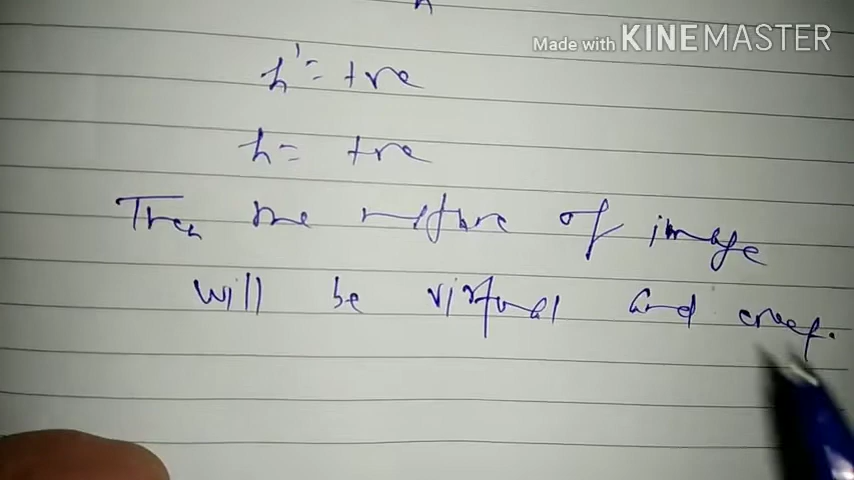 Made with KINEMASTER
h' = +ve
h = +ve
Then the nature of image
will be virtual and erect.